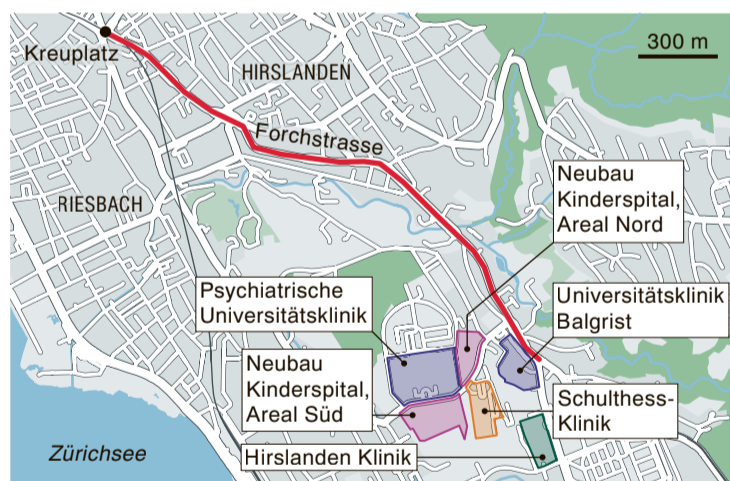 300 m
Kreuplatz
HIRSLANDEN
Forchstrasse
Neubau
Kinderspital,
Areal Nord
RIESBACH
Psychiatrische
Universitätsklinik
Universitätsklinik
Balgrist
Neubau
Kinderspital,
Areal Süd
Schulthess-
Klinik
Hirslanden Klinik
Zürichsee